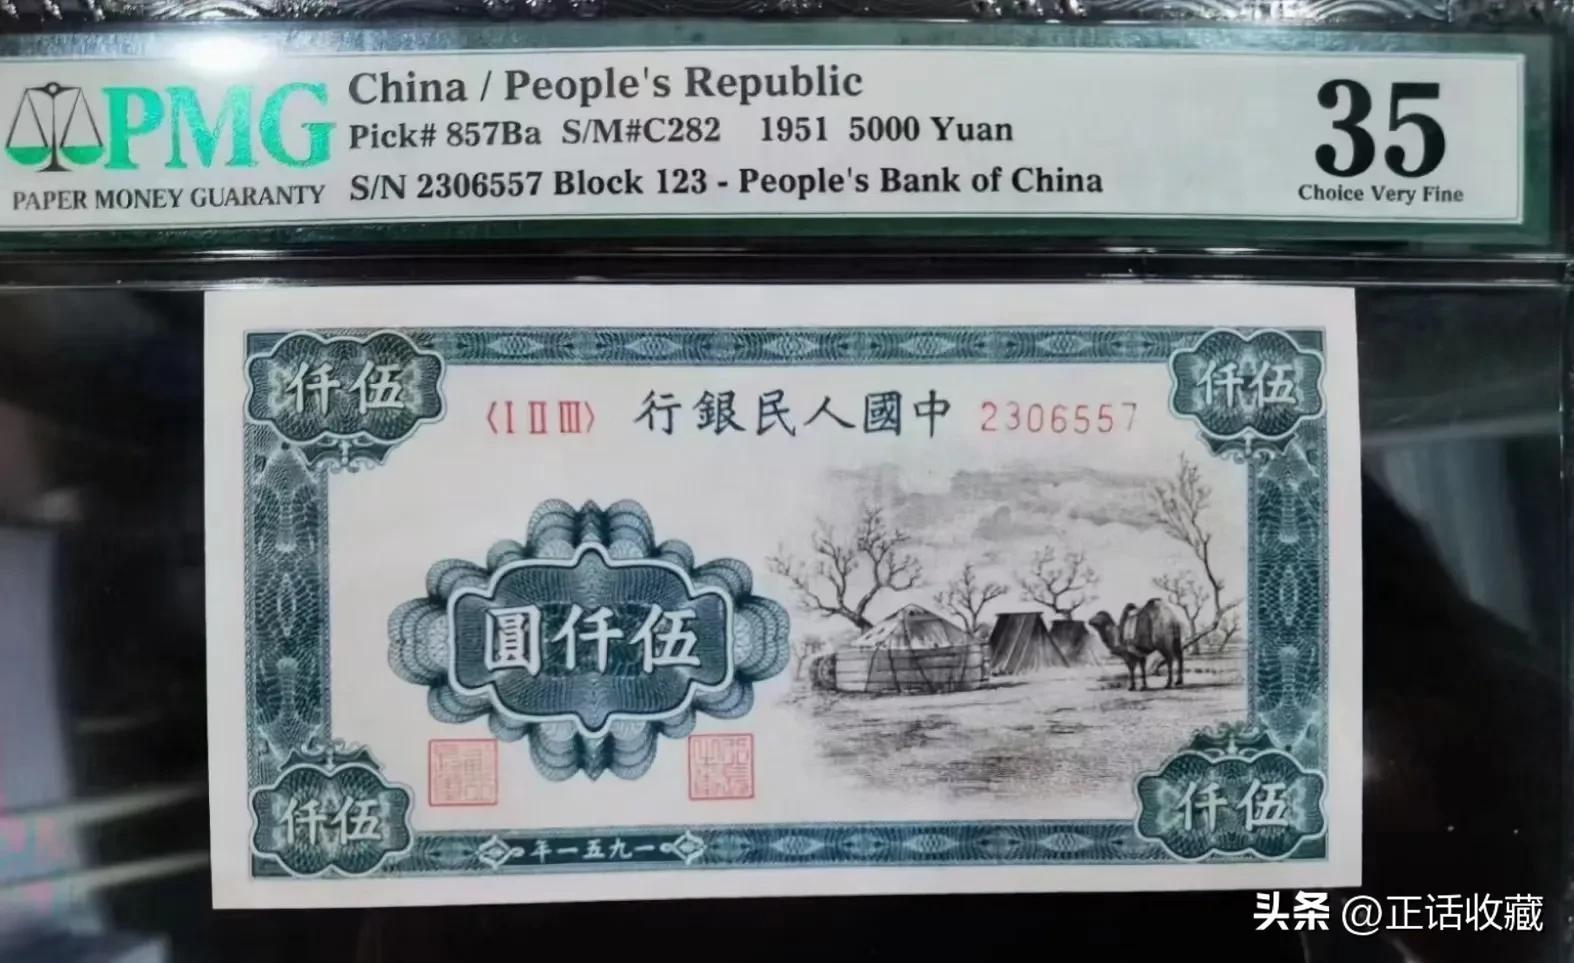 PMG
PAPER MONEY GUARANTY
China / People's Republic
Pick# 857Ba S/M#C282 1951 5000 Yuan
S/N 2306557 Block 123 - People's Bank of China
35
Choice Very Fine
仟伍
仟伍
〈I II III〉
行銀民人國中
2306557
圓仟伍
仟伍
仟伍
年一五九一
头条 @正话收藏